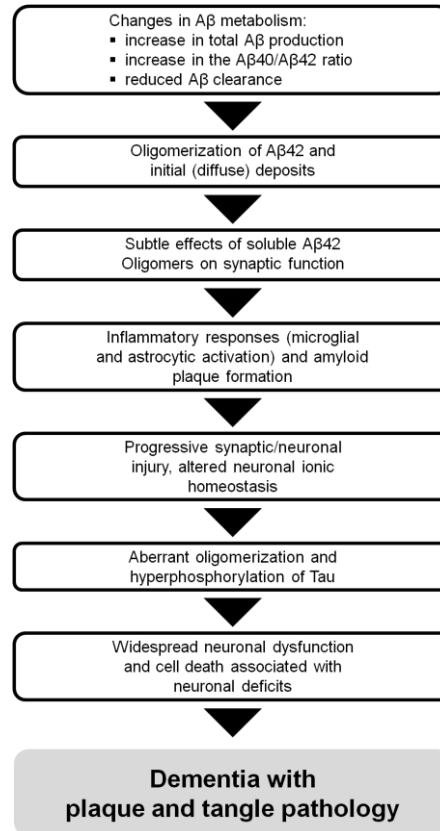 Changes in Aβ metabolism:
▪ increase in total Aβ production
▪ increase in the Aβ40/Aβ42 ratio
▪ reduced Aβ clearance
Oligomerization of Aβ42 and
initial (diffuse) deposits
Subtle effects of soluble Aβ42
Oligomers on synaptic function
Inflammatory responses (microglial
and astrocytic activation) and amyloid
plaque formation
Progressive synaptic/neuronal
injury, altered neuronal ionic
homeostasis
Aberrant oligomerization and
hyperphosphorylation of Tau
Widespread neuronal dysfunction
and cell death associated with
neuronal deficits
Dementia with
plaque and tangle pathology